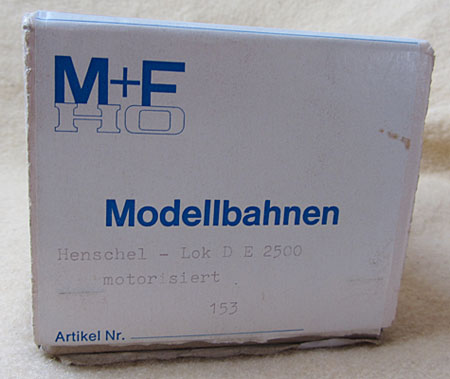 M+F
HO
Modellbahnen
Henschel - Lok D E 2500
motorisiert
153
Artikel Nr.